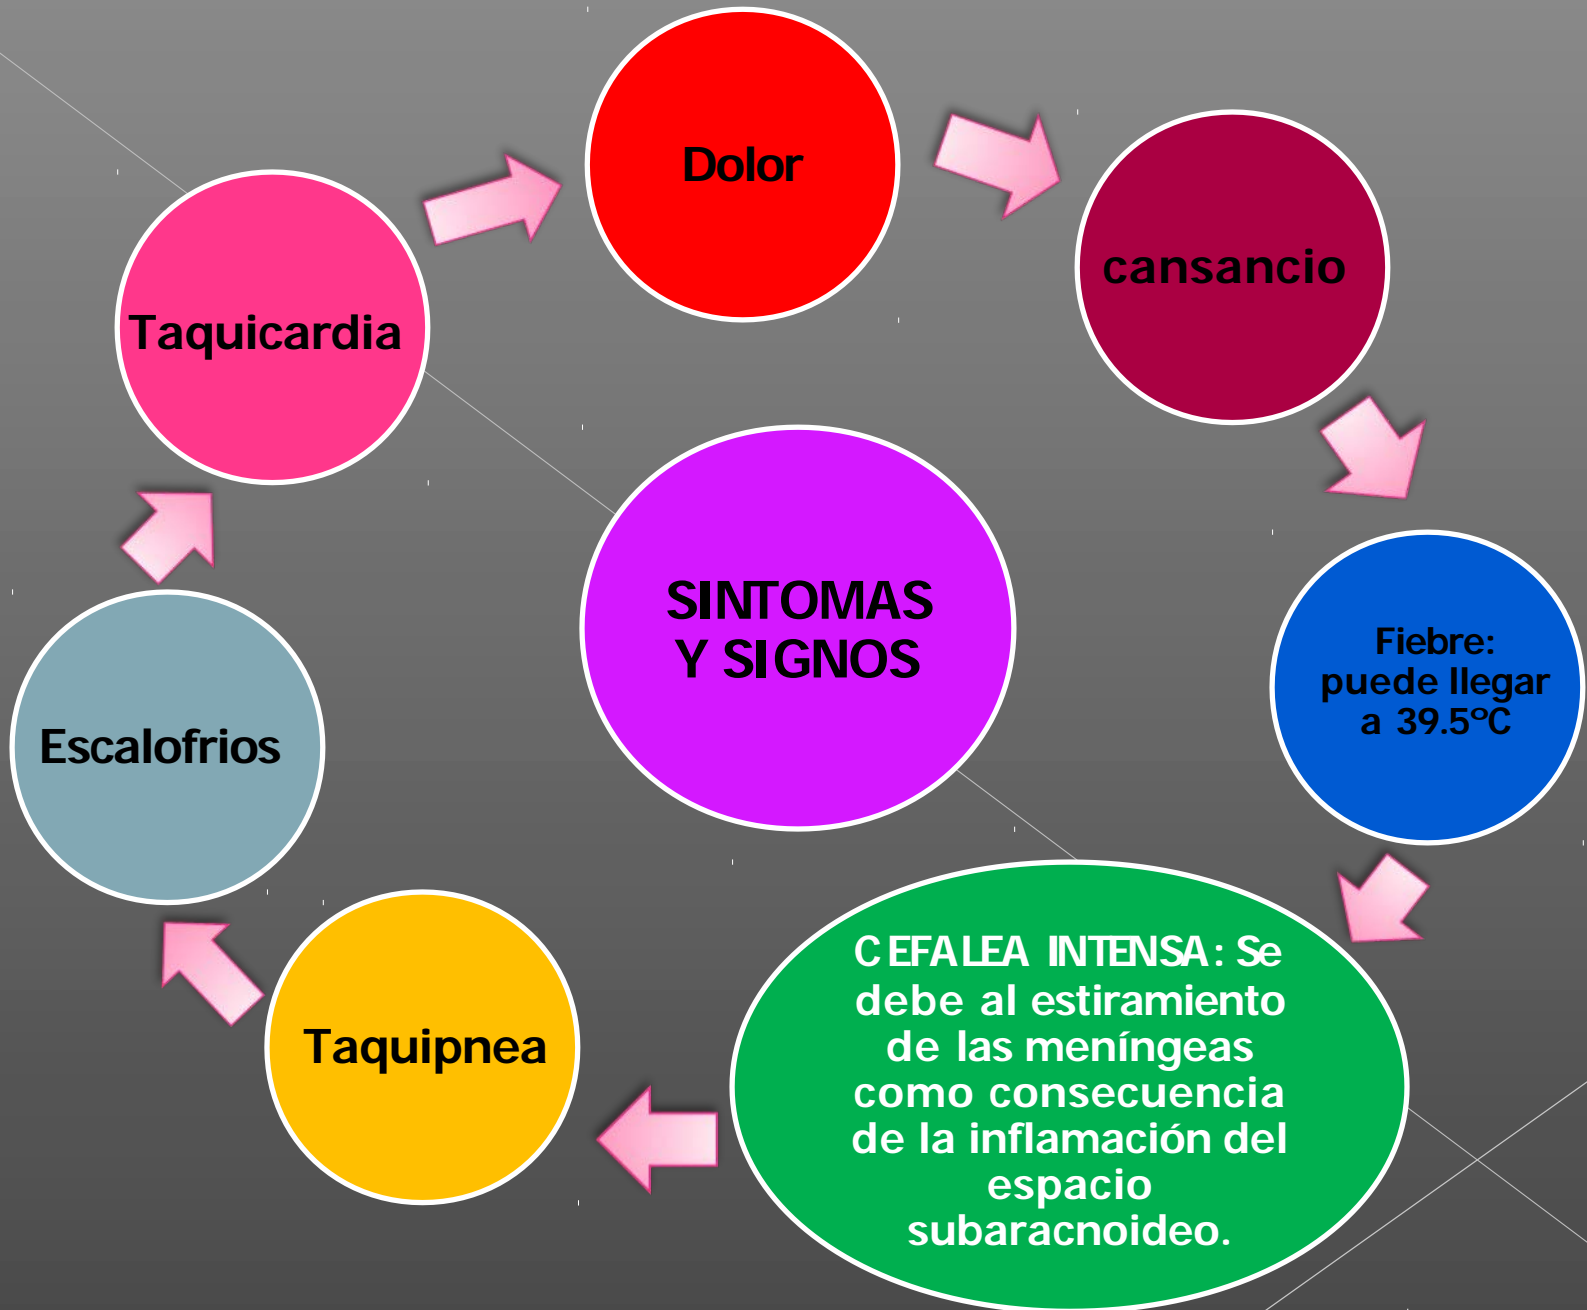 Dolor
cansancio
Taquicardia
SINTOMAS
Y SIGNOS
Fiebre:
puede llegar
a 39.5ºC
Escalofrios
CEFALEA INTENSA: Se
debe al estiramiento
de las meníngeas
como consecuencia
de la inflamación del
espacio
subaracnoideo.
Taquipnea